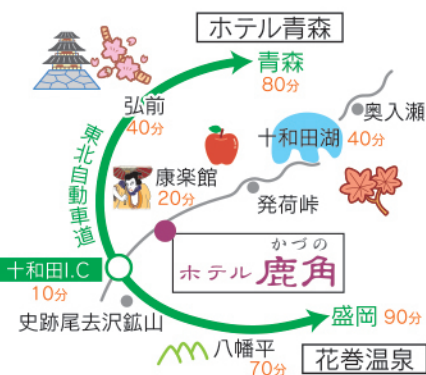 ホテル青森
青森
80分
弘前
40分
奥入瀬
十和田湖 40分
東北自動車道
康楽館
20分
発荷峠
かづの
ホテル鹿角
十和田I.C
10分
史跡尾去沢鉱山
盛岡 90分
八幡平
70分
花巻温泉